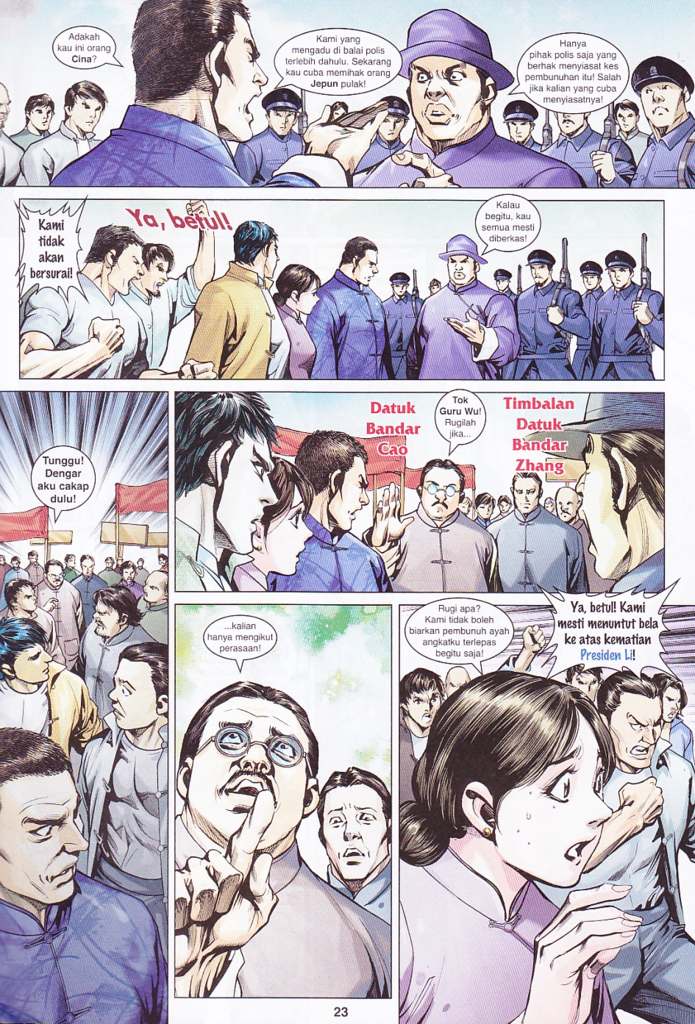 Adakah
kau ini orang
Cina?
Kami yang
mengadu di balai polis
terlebih dahulu. Sekarang
kau cuba memihak orang
Jepun pulak!
Hanya
pihak polis saja yang
berhak menyiasat kes
pembunuhan itu! Salah
jika kalian yang cuba
menyiasatnya!
Kami
tidak
akan
bersurai!
Ya, betul!
Kalau
begitu, kau
semua mesti
diberkas!
Tunggu!
Dengar
aku cakap
dulu!
Datuk
Bandar
Cao
Tok
Guru Wu!
Rugilah
jika...
Timbalan
Datuk
Bandar
Zhang
...kalian
hanya mengikut
perasaan!
Rugi apa?
Kami tidak boleh
biarkan pembunuh ayah
angkatku terlepas
begitu saja!
Ya, betul! Kami
mesti menuntut bela
ke atas kematian
Presiden Li!
23